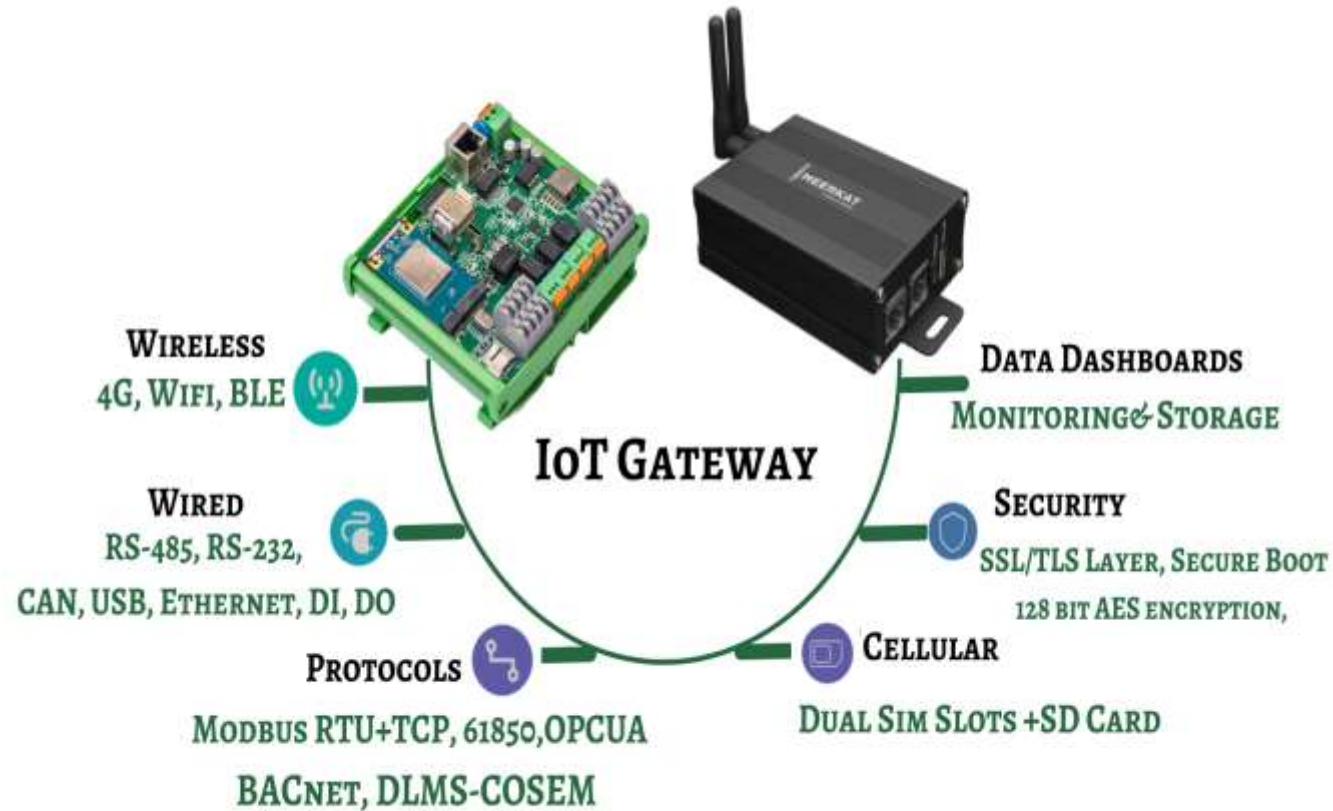 MEERKAT
WIRELESS
4G, WIFI, BLE
DATA DASHBOARDS
MONITORING& STORAGE
IOT GATEWAY
WIRED
RS-485, RS-232,
CAN, USB, ETHERNET, DI, DO
SECURITY
SSL/TLS LAYER, SECURE BOOT
128 BIT AES ENCRYPTION,
PROTOCOLS
MODBUS RTU+TCP, 61850,OPCUA
BACNET, DLMS-COSEM
CELLULAR
DUAL SIM SLOTS +SD CARD